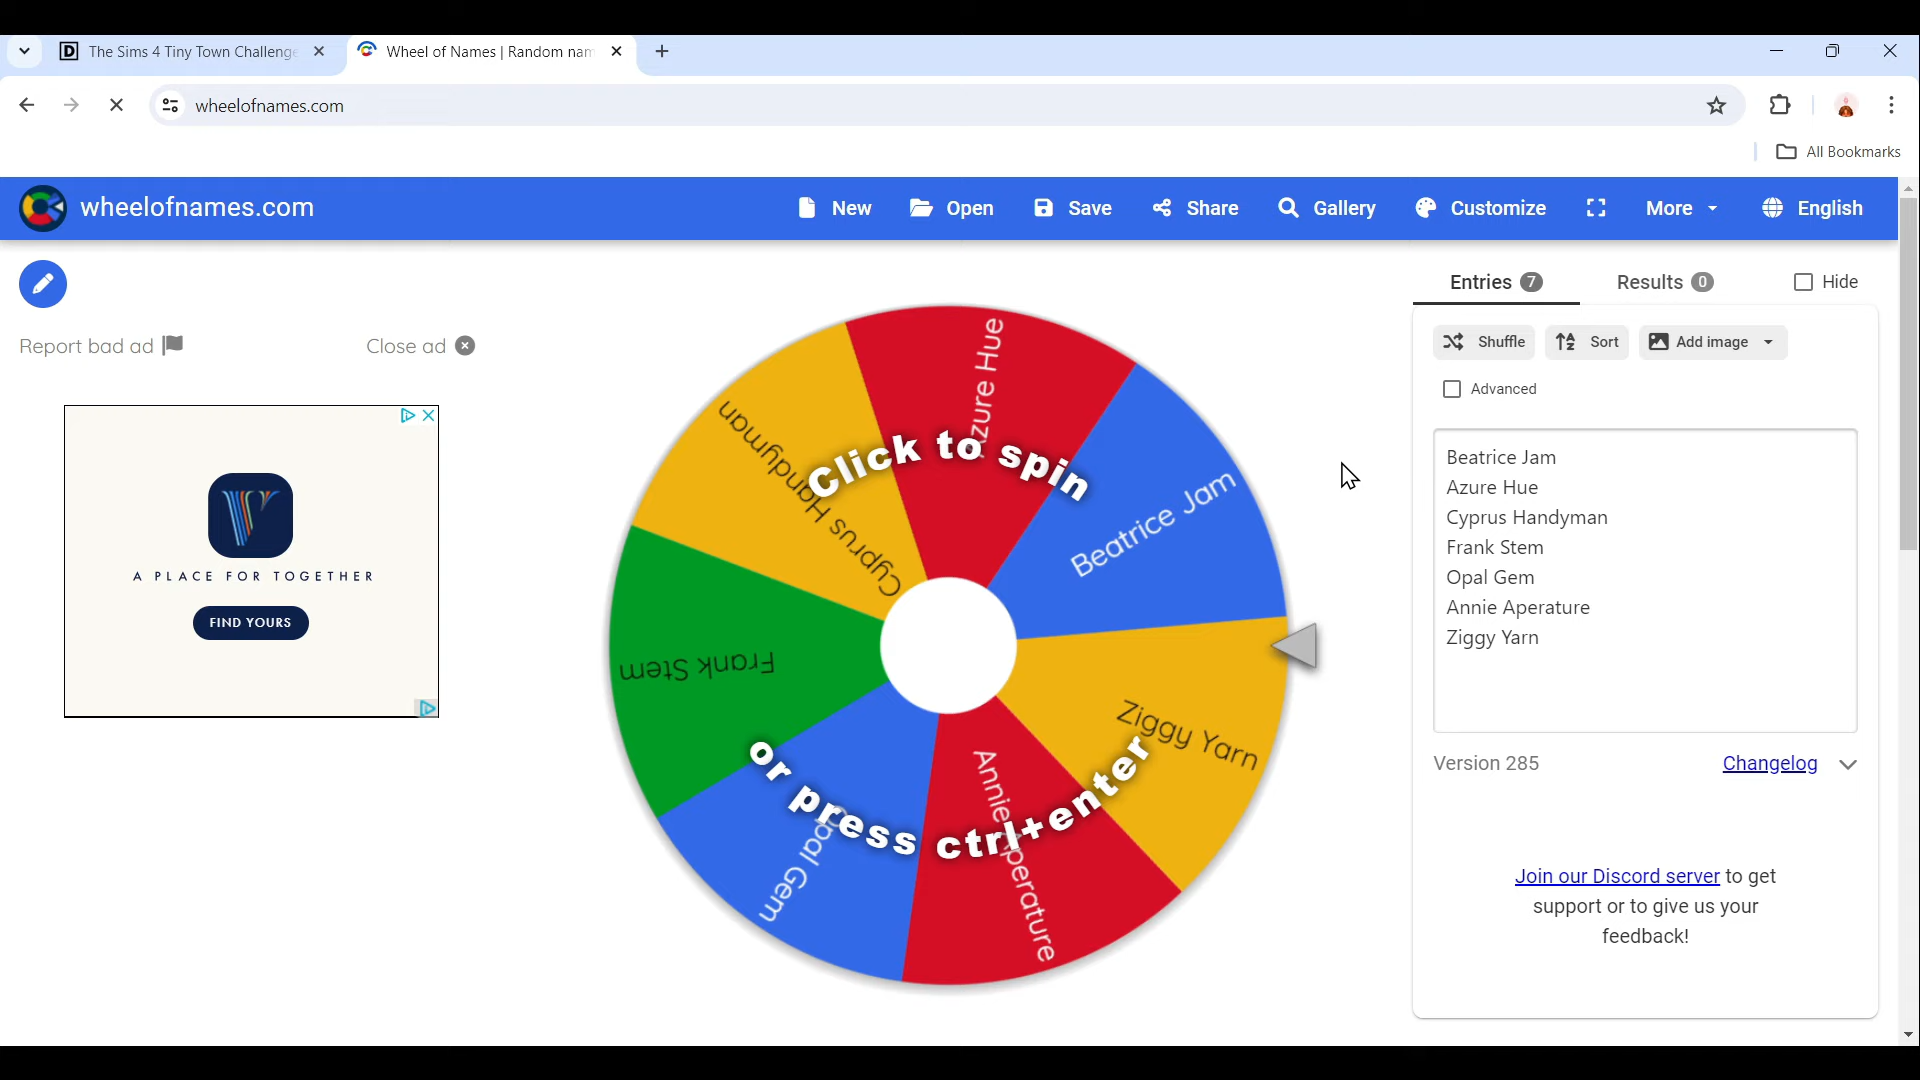 The Sims 4 Tiny Town Challenge
Wheel of Names | Random nam
wheelofnames.com
All Bookmarks
wheelofnames.com
New
Open
Save
Share
Gallery
Customize
More
English
Report bad ad
Close ad
A PLACE FOR TOGETHER
FIND YOURS
Click to spin
or press ctrl+enter
Azure Hue
Beatrice Jam
Ziggy Yarn
Annie Aperature
Opal Gem
Frank Stem
Cyprus Handyman
Entries 7
Results 0
Hide
Shuffle
Sort
Add image
Advanced
Beatrice Jam
Azure Hue
Cyprus Handyman
Frank Stem
Opal Gem
Annie Aperature
Ziggy Yarn
Version 285
Changelog
Join our Discord server to get
support or to give us your
feedback!